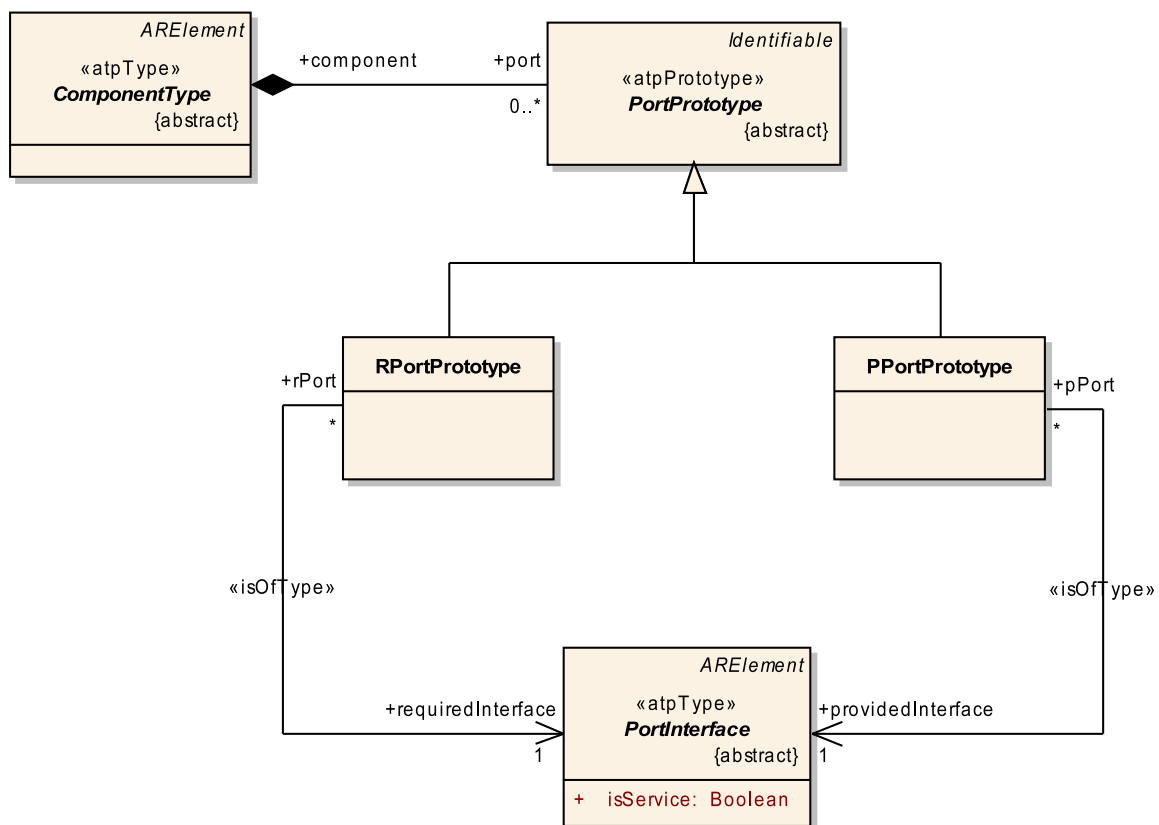 ARElement
«atpType»
ComponentType
{abstract}
+component
+port
0..*
Identifiable
«atpPrototype»
PortPrototype
{abstract}
RPortPrototype
+rPort
*
PPortPrototype
+pPort
*
«isOfType»
«isOfType»
ARElement
«atpType»
PortInterface
{abstract}
+ isService: Boolean
+requiredInterface
1
+providedInterface
1